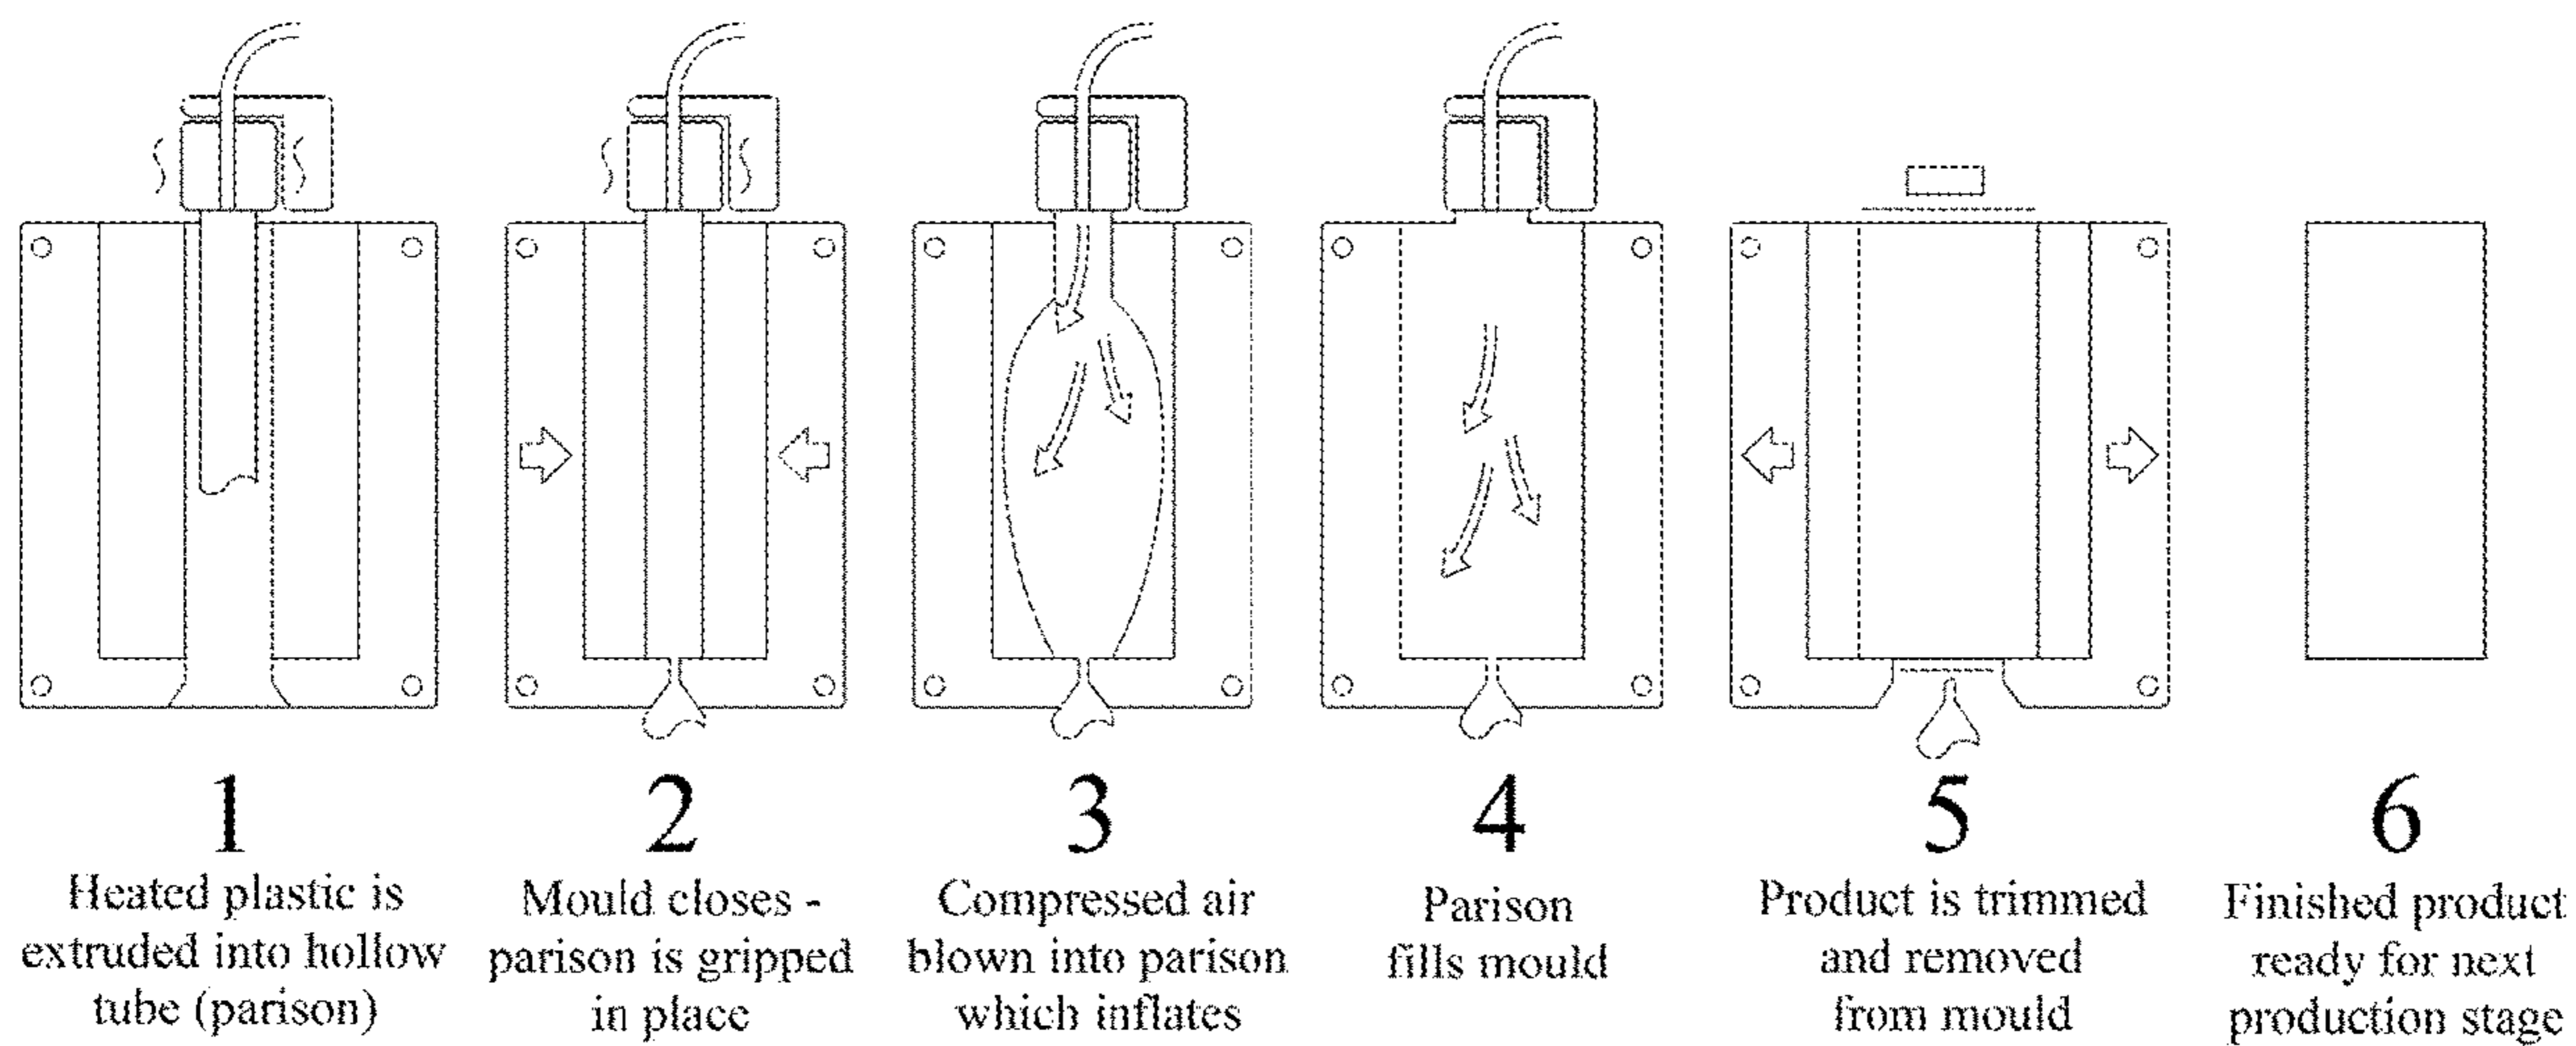 1
Heated plastic is
extruded into hollow
tube (parison)
2
Mould closes -
parison is gripped
in place
3
Compressed air
blown into parison
which inflates
4
Parison
fills mould
5
Product is trimmed
and removed
from mould
6
Finished product
ready for next
production stage